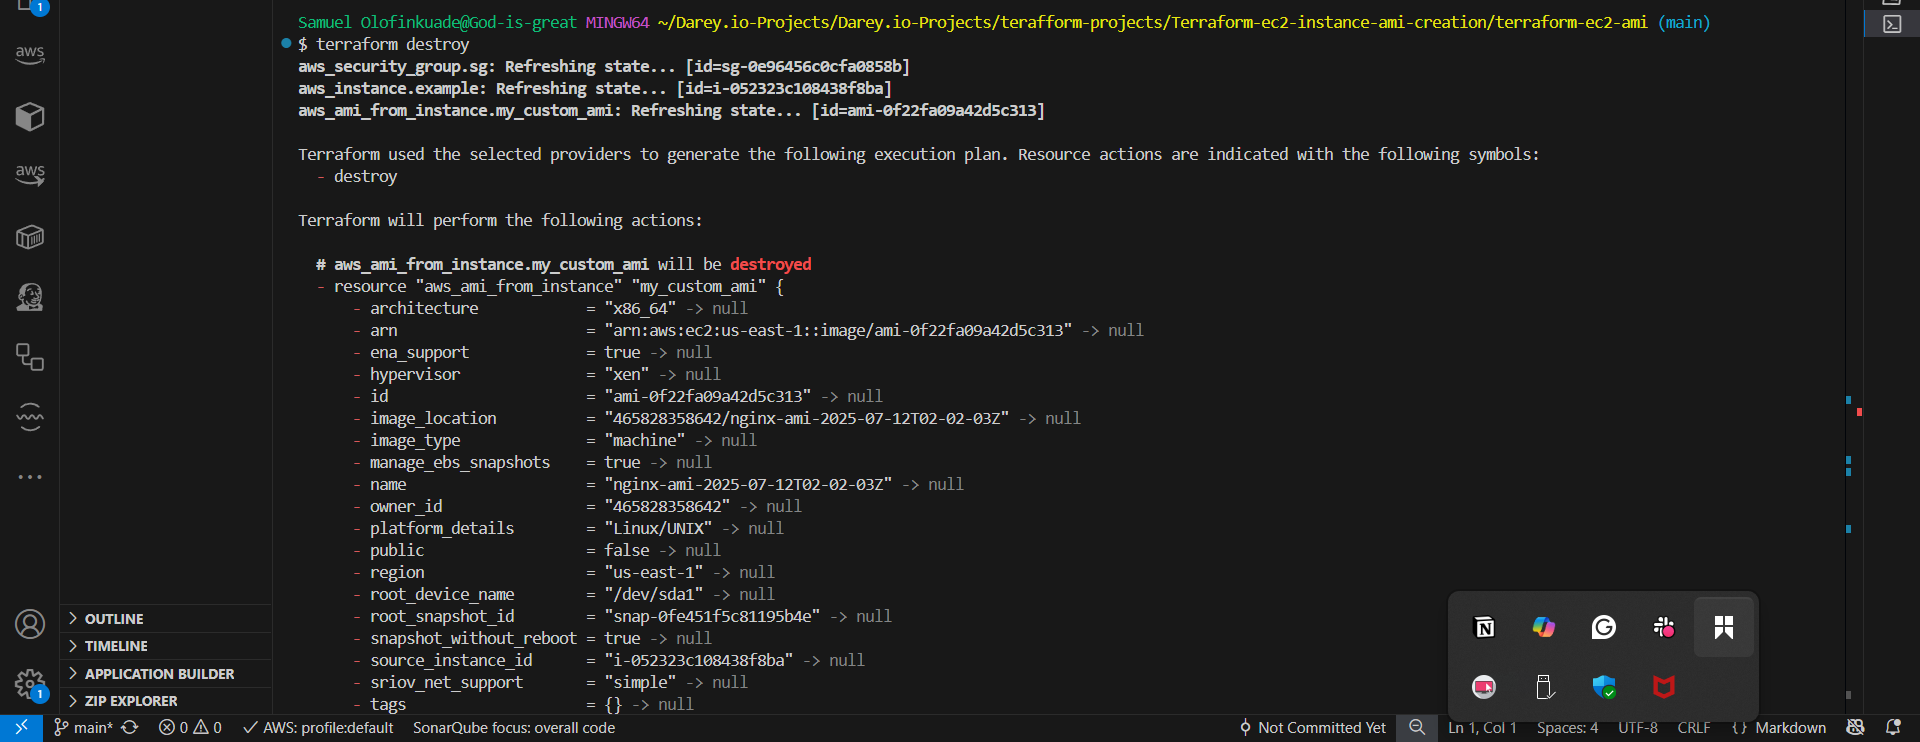 1
Samuel Olofinkuade@God-is-great MINGW64 ~/Darey.io-Projects/Darey.io-Projects/terafform-projects/Terraform-ec2-instance-ami-creation/terraform-ec2-ami (main)
$ terraform destroy
aws_security_group.sg: Refreshing state... [id=sg-0e96456c0cfa0858b]
aws_instance.example: Refreshing state... [id=i-052323c108438f8ba]
aws_ami_from_instance.my_custom_ami: Refreshing state... [id=ami-0f22fa09a42d5c313]
Terraform used the selected providers to generate the following execution plan. Resource actions are indicated with the following symbols:
- destroy
Terraform will perform the following actions:
# aws_ami_from_instance.my_custom_ami will be destroyed
- resource "aws_ami_from_instance" "my_custom_ami" {
- architecture = "x86_64" -> null
- arn = "arn:aws:ec2:us-east-1::image/ami-0f22fa09a42d5c313" -> null
- ena_support = true -> null
- hypervisor = "xen" -> null
- id = "ami-0f22fa09a42d5c313" -> null
- image_location = "465828358642/nginx-ami-2025-07-12T02-02-03Z" -> null
- image_type = "machine" -> null
- manage_ebs_snapshots = true -> null
- name = "nginx-ami-2025-07-12T02-02-03Z" -> null
- owner_id = "465828358642" -> null
- platform_details = "Linux/UNIX" -> null
- public = false -> null
- region = "us-east-1" -> null
- root_device_name = "/dev/sda1" -> null
- root_snapshot_id = "snap-0fe451f5c81195b4e" -> null
- snapshot_without_reboot = true -> null
- source_instance_id = "i-052323c108438f8ba" -> null
- sriov_net_support = "simple" -> null
- tags = {} -> null
aws
aws
1
OUTLINE
TIMELINE
APPLICATION BUILDER
ZIP EXPLORER
main* 0 0 AWS: profile:default SonarQube focus: overall code Not Committed Yet Ln 1, Col 1 Spaces: 4 UTF-8 CRLF {} Markdown